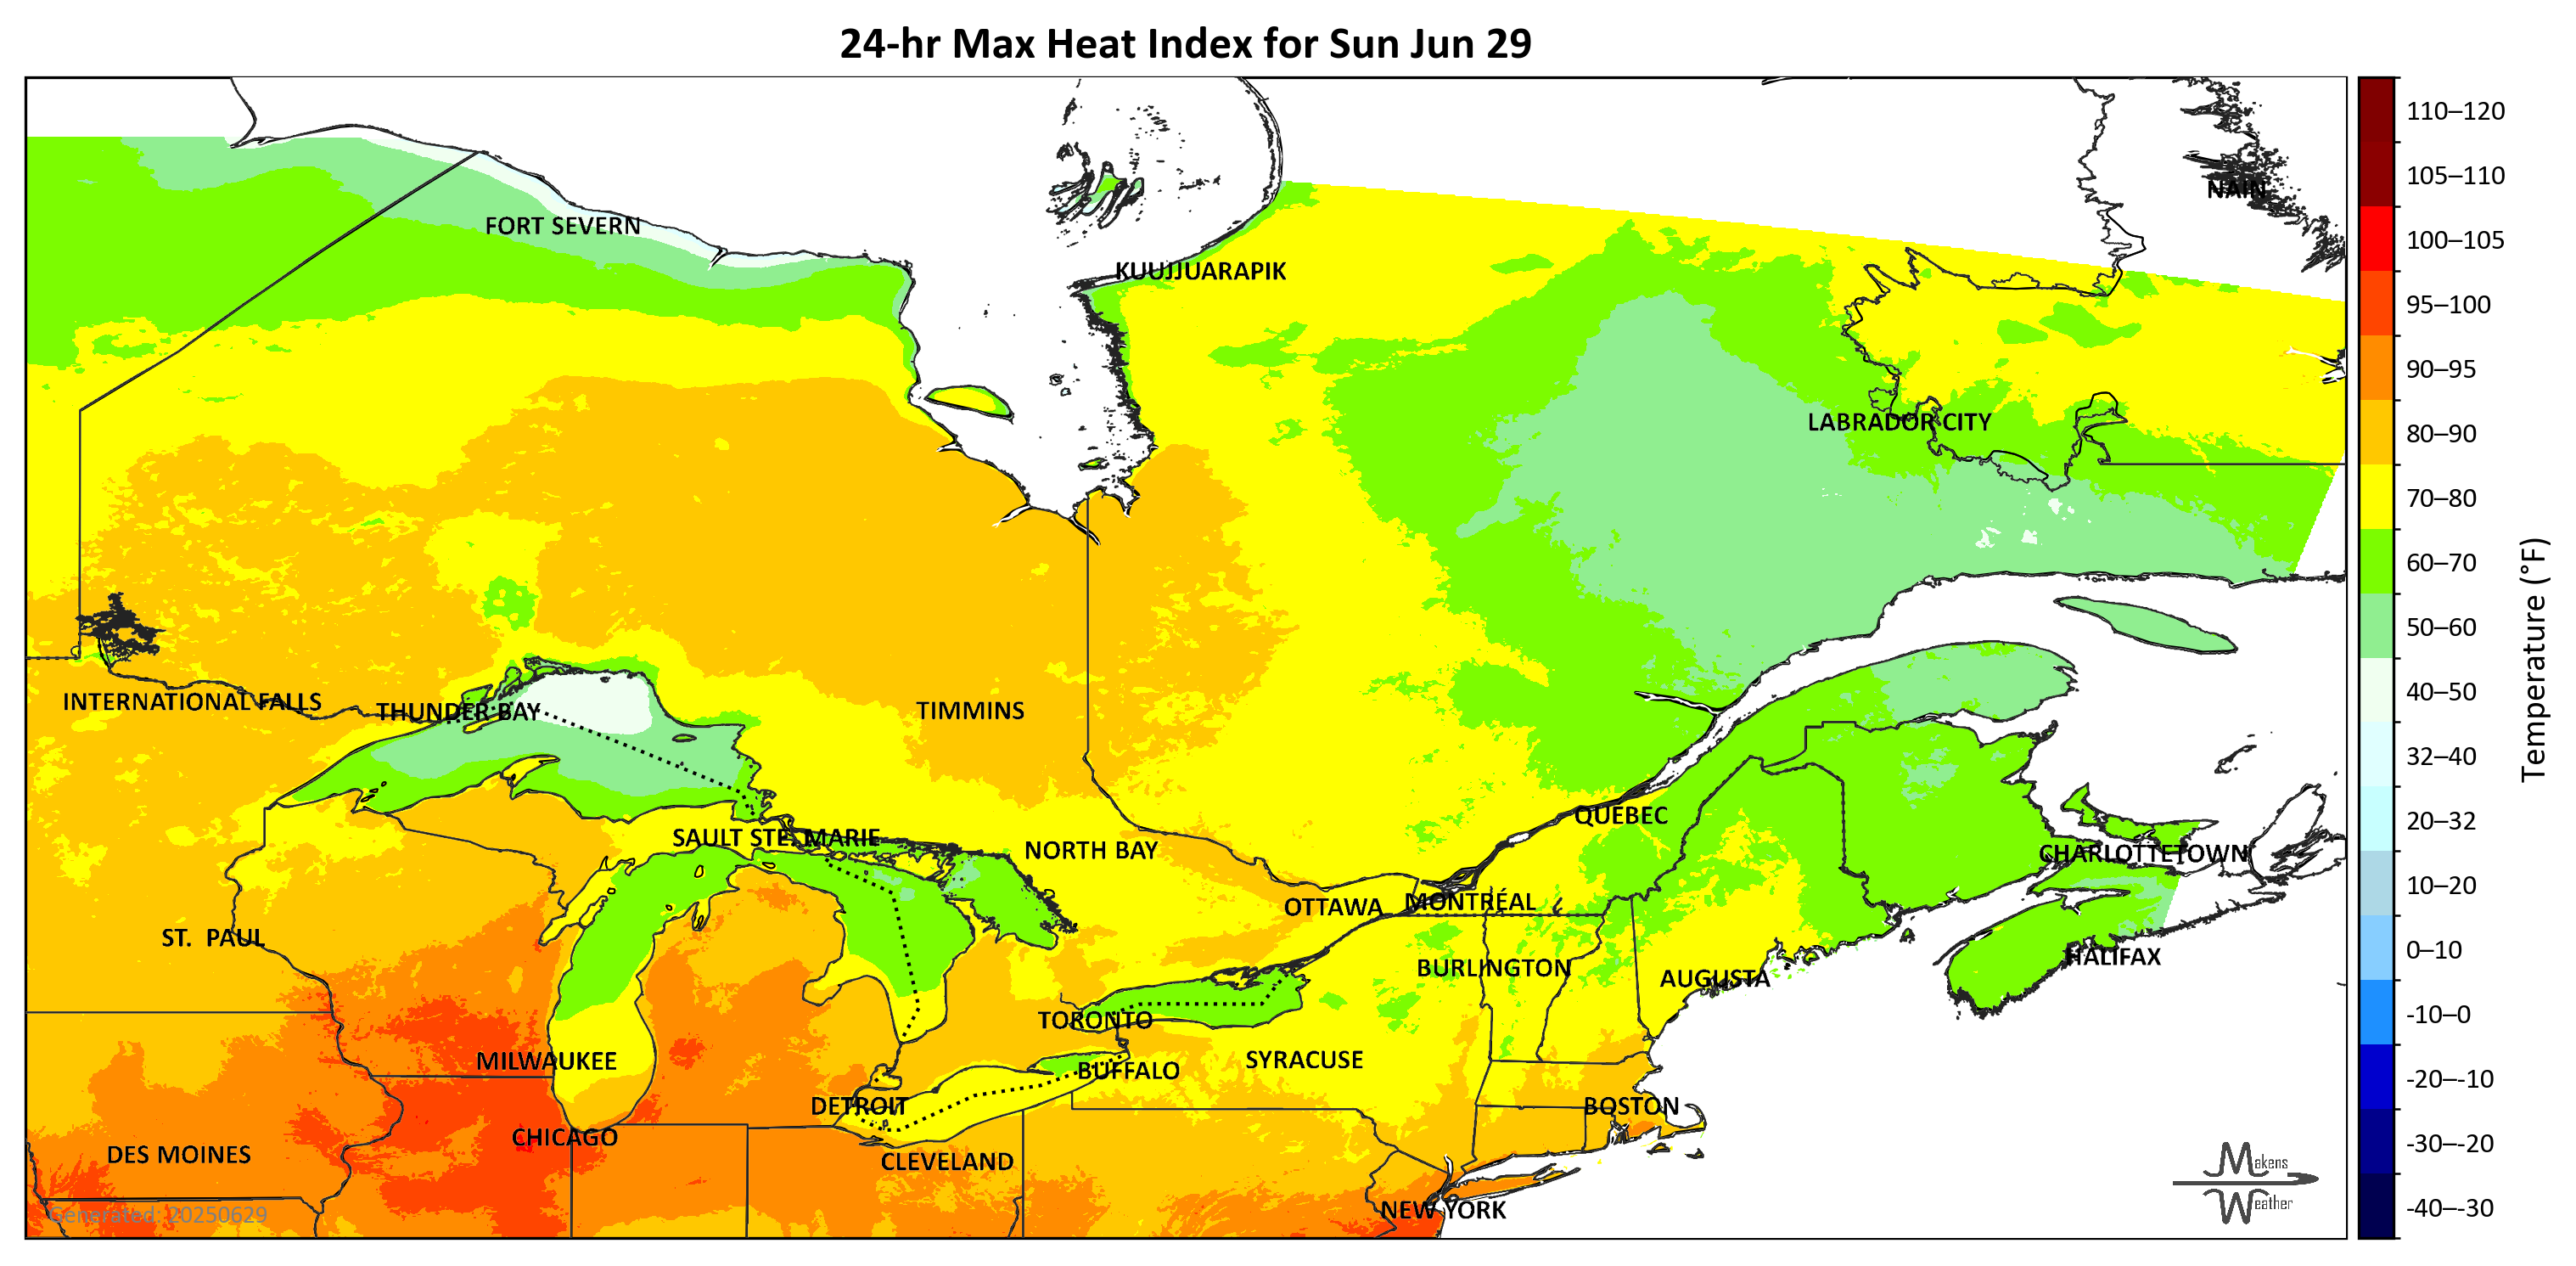 24-hr Max Heat Index for Sun Jun 29
NAIN
FORT SEVERN
KUUJJUARAPIK
LABRADOR CITY
INTERNATIONAL FALLS
THUNDER BAY
TIMMINS
QUÉBEC
SAULT STE. MARIE
NORTH BAY
CHARLOTTETOWN
OTTAWA
MONTRÉAL
ST. PAUL
BURLINGTON
AUGUSTA
HALIFAX
TORONTO
MILWAUKEE
SYRACUSE
BUFFALO
DETROIT
BOSTON
CHICAGO
DES MOINES
CLEVELAND
NEW YORK
Generated: 20250629
Makens
Weather
110–120
105–110
100–105
95–100
90–95
80–90
70–80
60–70
50–60
40–50
32–40
20–32
10–20
0–10
-10–0
-20–-10
-30–-20
-40–-30
Temperature (°F)